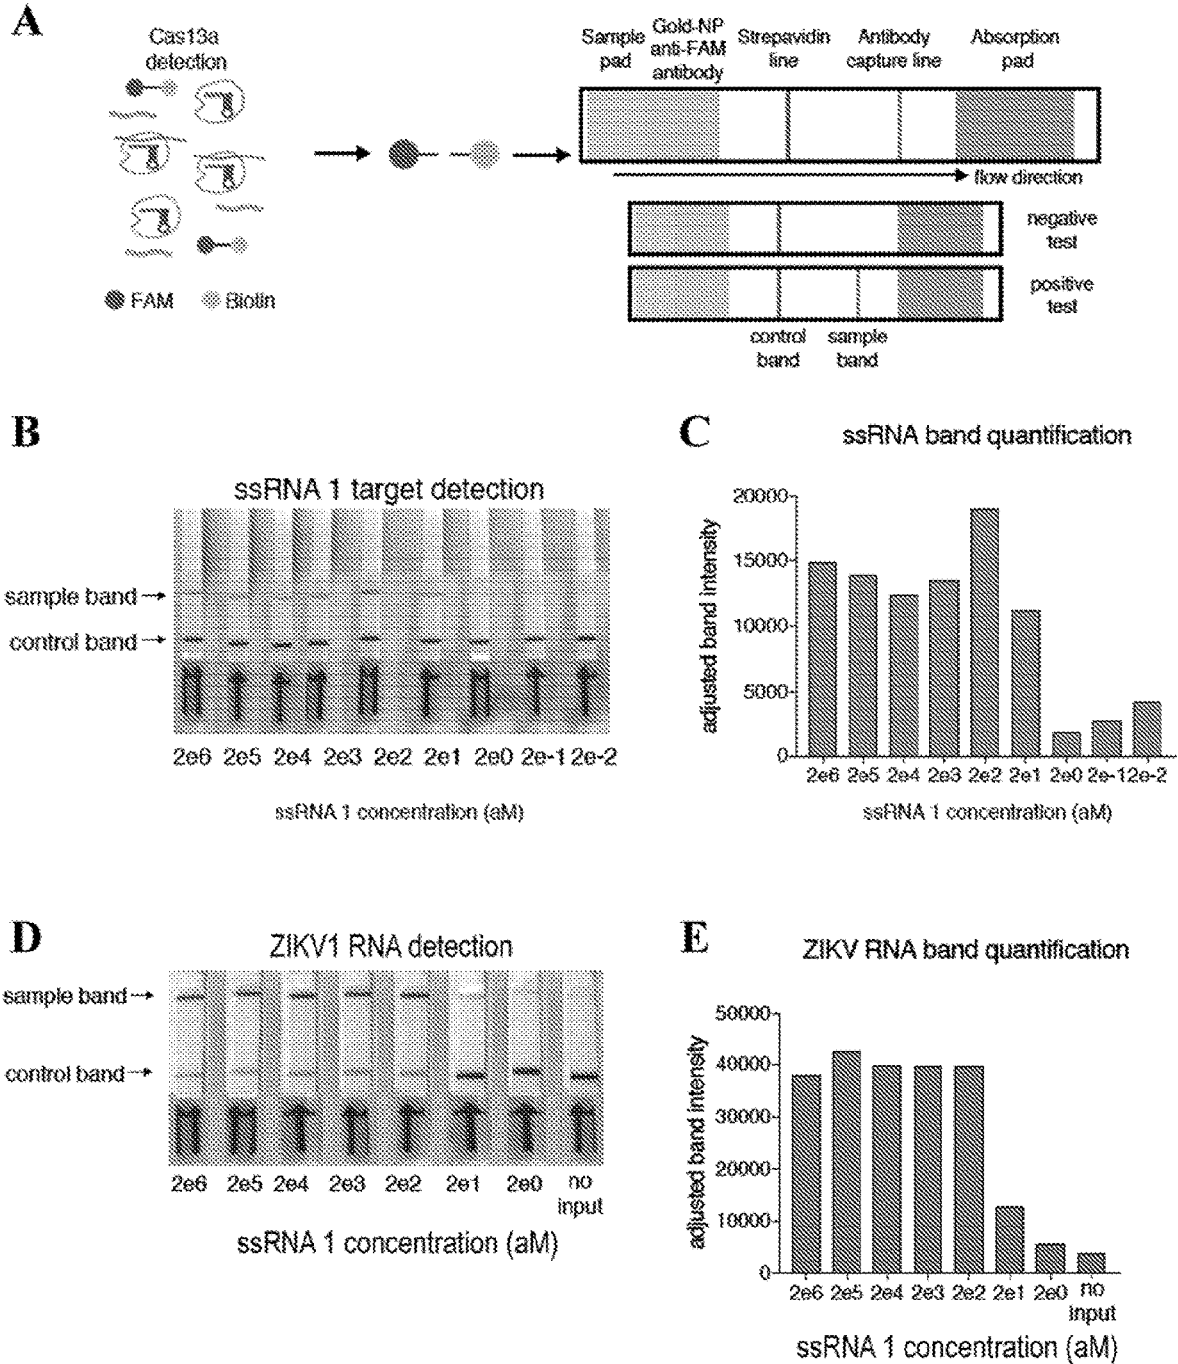 A
Cas13a
detection
FAM
Biotin
Sample
pad
Gold-NP
anti-FAM
antibody
Strepavidin
line
Antibody
capture line
Absorption
pad
flow direction
negative
test
positive
test
control
band
sample
band
B
ssRNA 1 target detection
sample band
control band
2e6 2e5 2e4 2e3 2e2 2e1 2e0 2e-1 2e-2
ssRNA 1 concentration (aM)
C
ssRNA band quantification
adjusted band intensity
20000
15000
10000
5000
0
2e6 2e5 2e4 2e3 2e2 2e1 2e0 2e-1 2e-2
ssRNA 1 concentration (aM)
D
ZIKV1 RNA detection
sample band
control band
2e6 2e5 2e4 2e3 2e2 2e1 2e0 no
input
ssRNA 1 concentration (aM)
E
ZIKV RNA band quantification
adjusted band intensity
50000
40000
30000
20000
10000
0
2e6 2e5 2e4 2e3 2e2 2e1 2e0 no
input
ssRNA 1 concentration (aM)